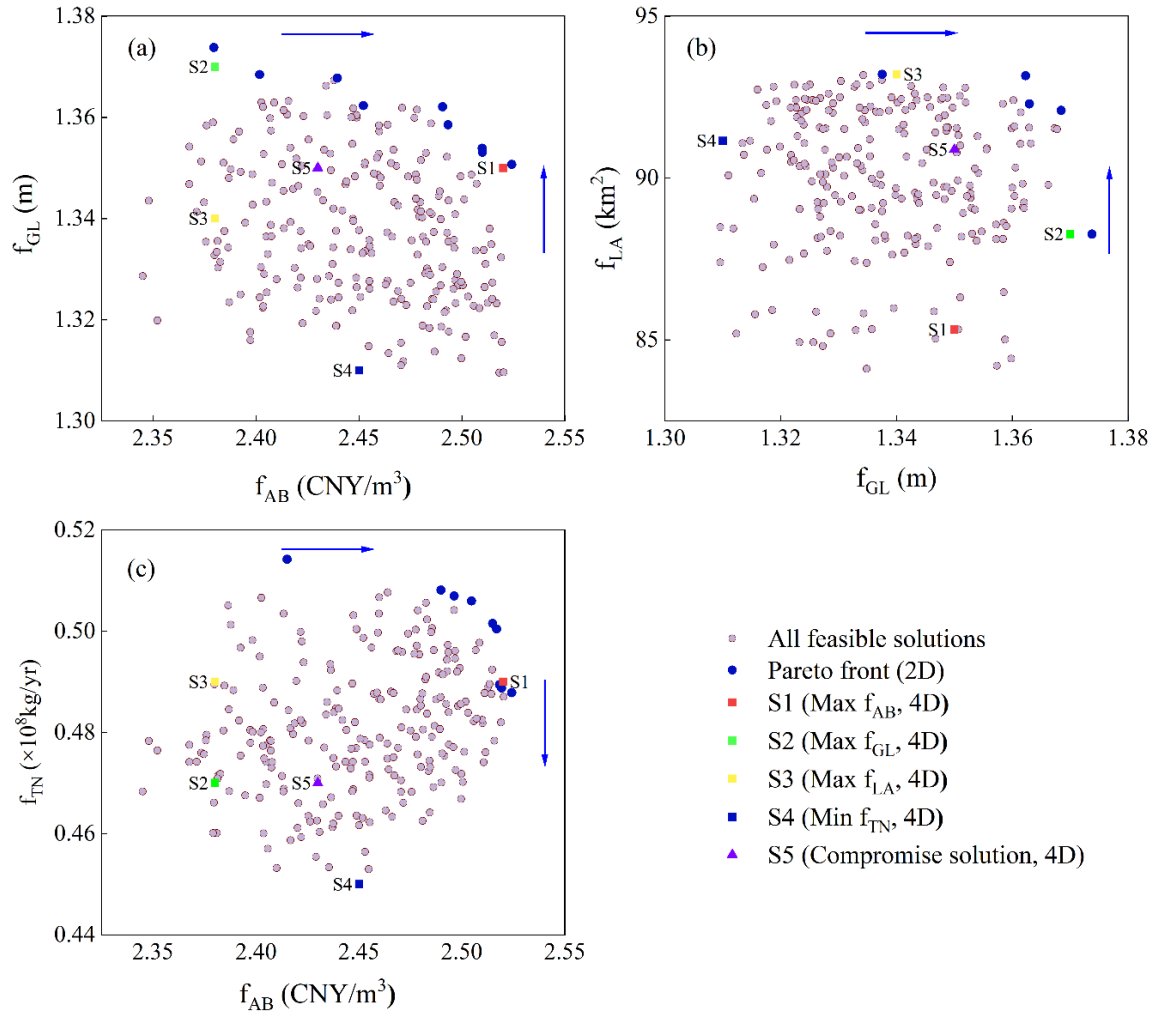 (a)
1.38
1.36
1.34
1.32
1.30
f_GL (m)
S2
S5
S1
S3
S4
2.35 2.40 2.45 2.50 2.55
f_AB (CNY/m³)
(b)
95
90
85
f_LA (km²)
S3
S4
S5
S2
S1
1.30 1.32 1.34 1.36 1.38
f_GL (m)
(c)
0.52
0.50
0.48
0.46
0.44
f_TN (×10⁸kg/yr)
S3
S1
S2
S5
S4
2.35 2.40 2.45 2.50 2.55
f_AB (CNY/m³)
All feasible solutions
Pareto front (2D)
S1 (Max f_AB, 4D)
S2 (Max f_GL, 4D)
S3 (Max f_LA, 4D)
S4 (Min f_TN, 4D)
S5 (Compromise solution, 4D)